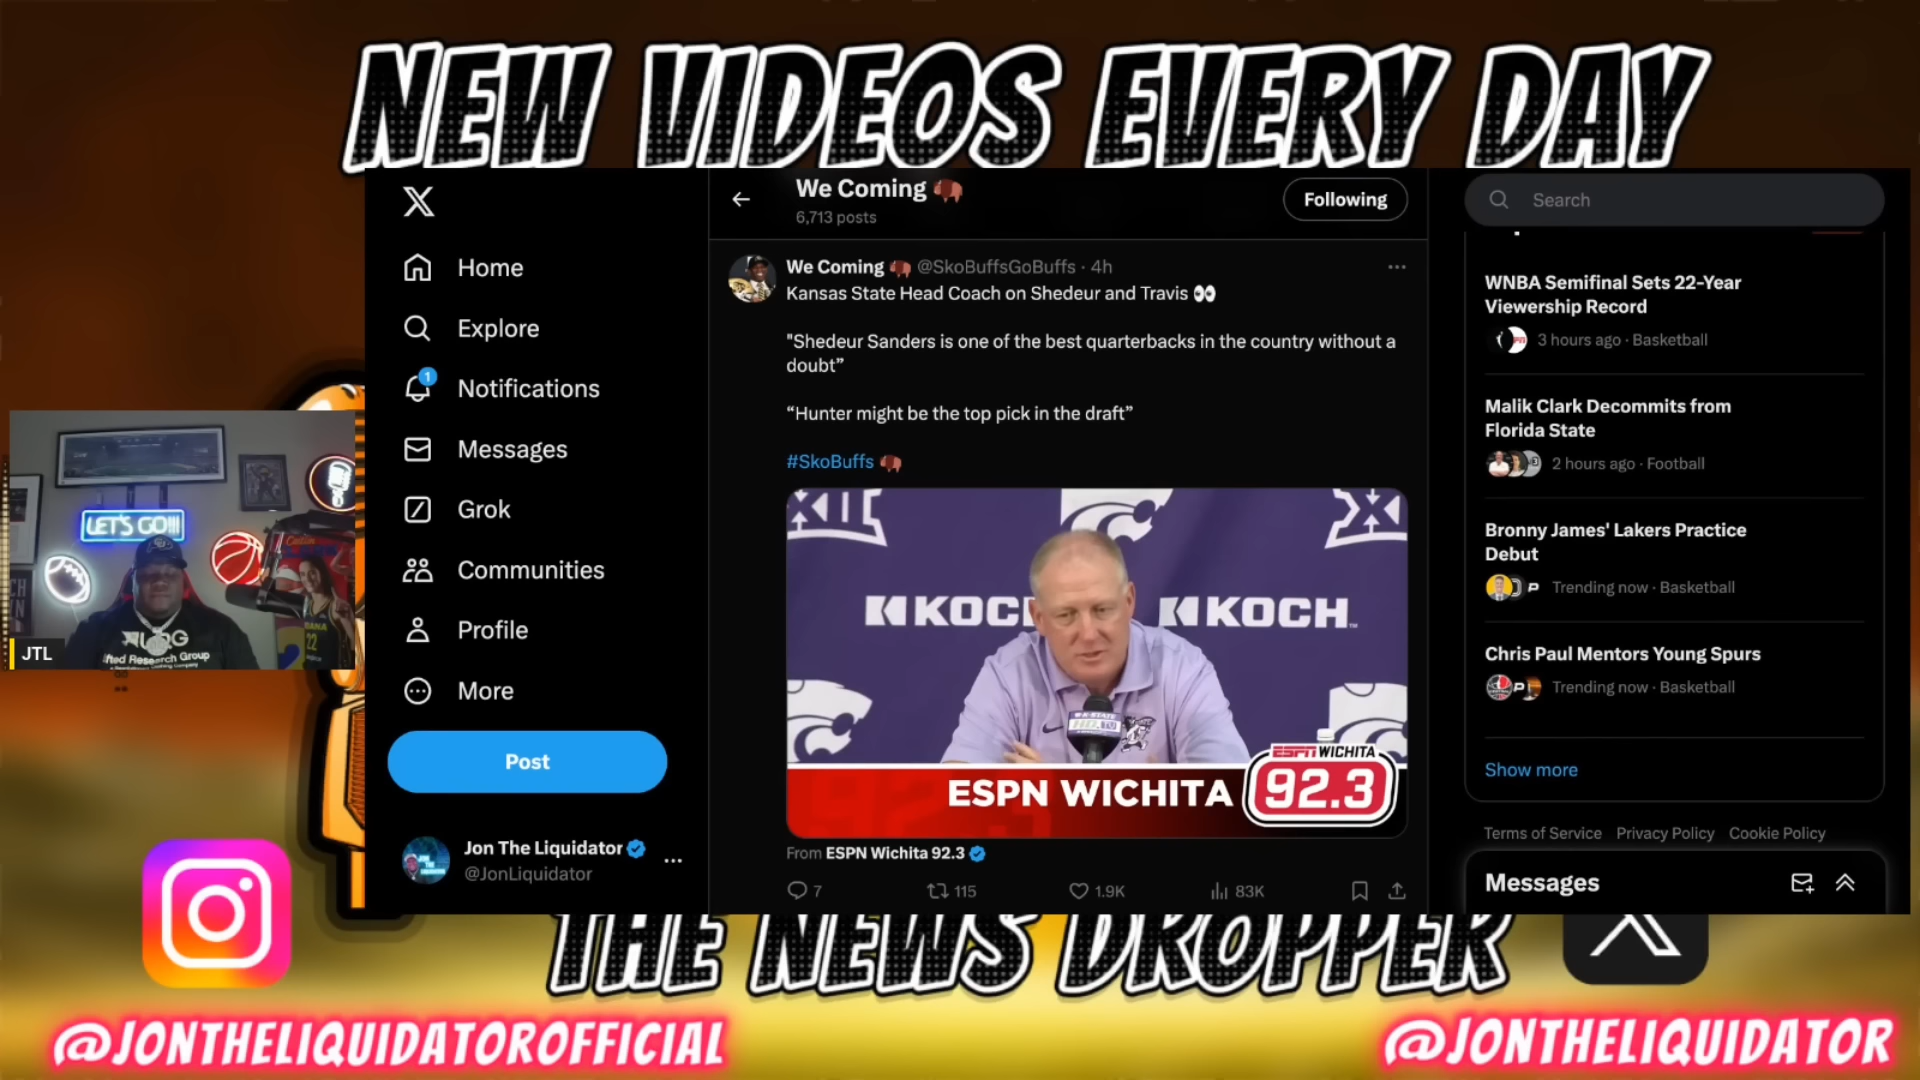 NEW VIDEOS EVERY DAY
We Coming
6,713 posts
Following
Search
Home
Explore
1
Notifications
Messages
Grok
Communities
Profile
More
Post
Jon The Liquidator
@JonLiquidator
We Coming @SkoBuffsGoBuffs · 4h
Kansas State Head Coach on Shedeur and Travis
"Shedeur Sanders is one of the best quarterbacks in the country without a
doubt”
“Hunter might be the top pick in the draft”
#SkoBuffs
XII
KOCH
ESPN WICHITA
ESPN WICHITA
92.3
From ESPN Wichita 92.3
7
115
1.9K
83K
WNBA Semifinal Sets 22-Year
Viewership Record
3 hours ago · Basketball
Malik Clark Decommits from
Florida State
2 hours ago · Football
Bronny James' Lakers Practice
Debut
Trending now · Basketball
Chris Paul Mentors Young Spurs
Trending now · Basketball
Show more
Terms of Service Privacy Policy Cookie Policy
Messages
LET'S GO!!!
22
JTL
THE NEWS DROPPER
@JONTHELIQUIDATOROFFICIAL
@JONTHELIQUIDATOR